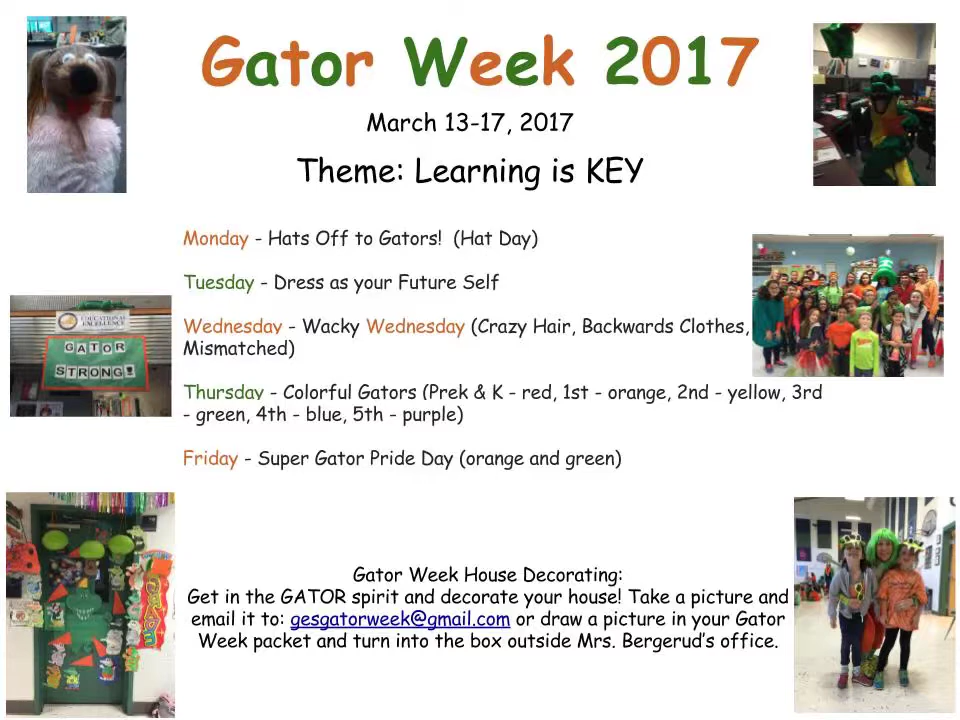 Gator Week 2017
March 13-17, 2017
Theme: Learning is KEY
Monday - Hats Off to Gators!  (Hat Day)
Tuesday - Dress as your Future Self
Wednesday - Wacky Wednesday (Crazy Hair, Backwards Clothes,
Mismatched)
EDUCATIONAL
EXCELLENCE
GATOR
STRONG!
Thursday - Colorful Gators (Prek & K - red, 1st - orange, 2nd - yellow, 3rd
- green, 4th - blue, 5th - purple)
Friday - Super Gator Pride Day (orange and green)
Gator Week House Decorating:
Get in the GATOR spirit and decorate your house! Take a picture and
email it to: gesgatorweek@gmail.com or draw a picture in your Gator
Week packet and turn into the box outside Mrs. Bergerud's office.